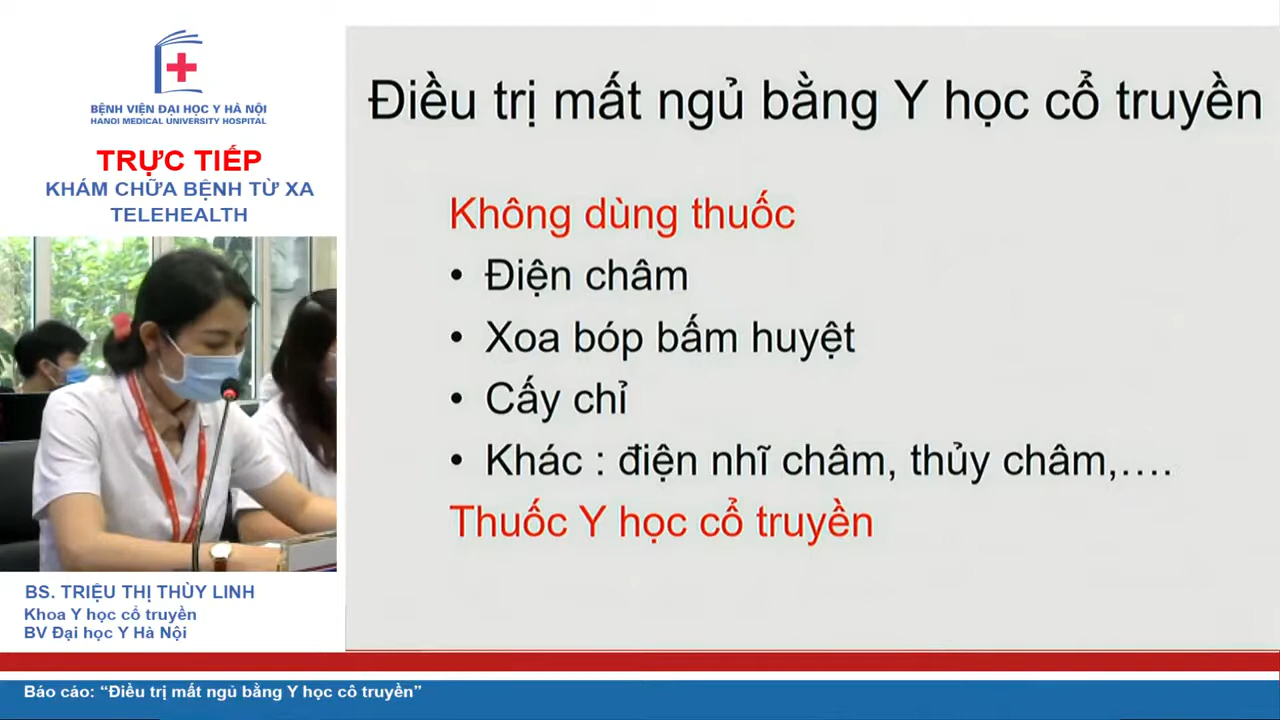 BỆNH VIỆN ĐẠI HỌC Y HÀ NỘI
HANOI MEDICAL UNIVERSITY HOSPITAL
TRỰC TIẾP
KHÁM CHỮA BỆNH TỪ XA
TELEHEALTH
BS. TRIỆU THỊ THÙY LINH
Khoa Y học cổ truyền
BV Đại học Y Hà Nội
Điều trị mất ngủ bằng Y học cổ truyền
Không dùng thuốc
• Điện châm
• Xoa bóp bấm huyệt
• Cấy chỉ
• Khác : điện nhĩ châm, thủy châm,….
Thuốc Y học cổ truyền
Báo cáo: “Điều trị mất ngủ bằng Y học cô truyền”